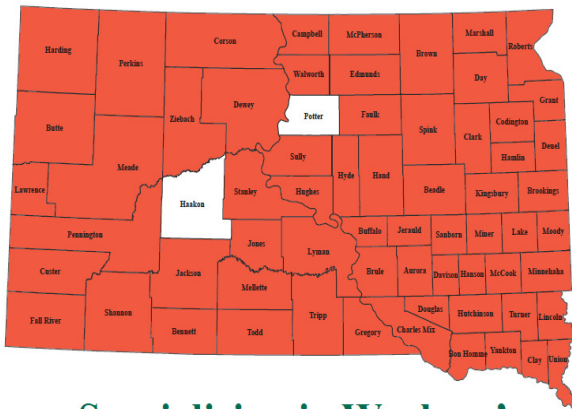 Harding
Perkins
Corson
Campbell
McPherson
Brown
Marshall
Roberts
Walworth
Edmunds
Day
Butte
Ziebach
Dewey
Potter
Faulk
Spink
Clark
Codington
Grant
Hamlin
Deuel
Meade
Sully
Hyde
Hand
Lawrence
Haakon
Stanley
Hughes
Beadle
Kingsbury
Brookings
Pennington
Jones
Lyman
Buffalo
Jerauld
Sanborn
Miner
Lake
Moody
Custer
Jackson
Mellette
Brule
Aurora
Davison
Hanson
McCook
Minnehaha
Fall River
Shannon
Bennett
Todd
Tripp
Gregory
Charles Mix
Douglas
Hutchinson
Turner
Lincoln
Bon Homme
Yankton
Clay
Union